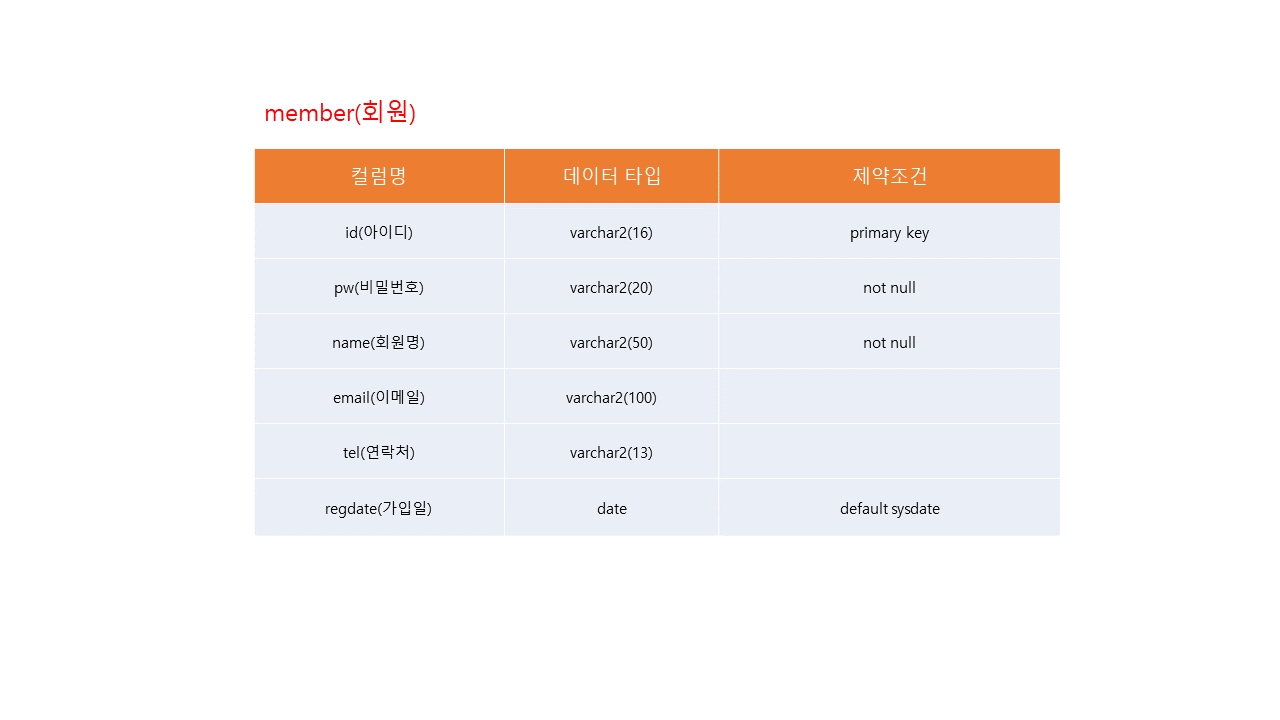 member(회원)
컬럼명 데이터 타입 제약조건
id(아이디) varchar2(16) primary key
pw(비밀번호) varchar2(20) not null
name(회원명) varchar2(50) not null
email(이메일) varchar2(100)
tel(연락처) varchar2(13)
regdate(가입일) date default sysdate